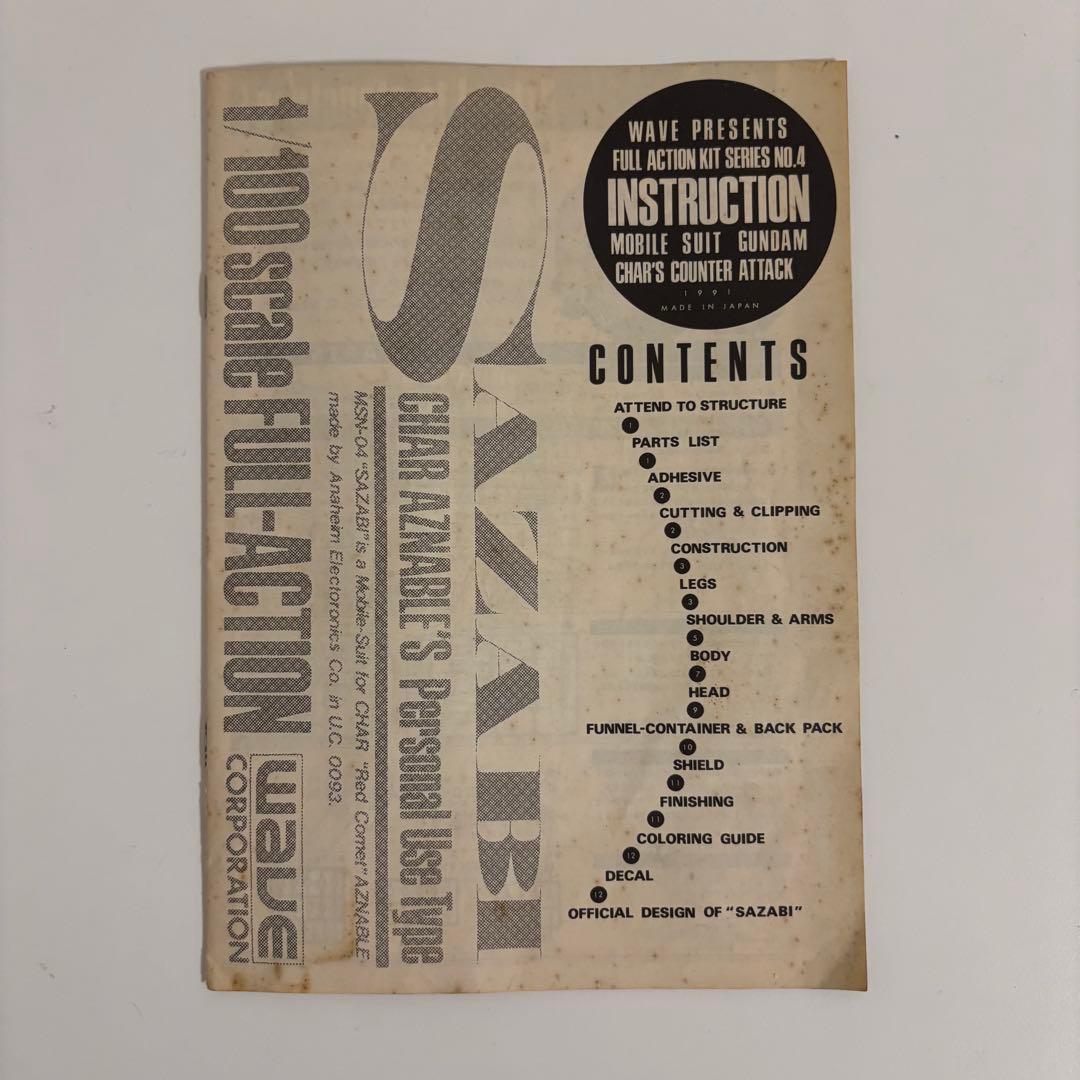 1/100 scale FULL-ACTION
wave
CORPORATION
SAZABI
CHAR AZNABLE'S Personal Use Type
MSN-04 "SAZABI" is a Mobile-Suit for CHAR "Red Comet" AZNABLE
made by Anaheim Electoronics Co. in U.C. 0093.
WAVE PRESENTS
FULL ACTION KIT SERIES NO.4
INSTRUCTION
MOBILE SUIT GUNDAM
CHAR'S COUNTER ATTACK
1991
MADE IN JAPAN
CONTENTS
ATTEND TO STRUCTURE
1
PARTS LIST
1
ADHESIVE
2
CUTTING & CLIPPING
2
CONSTRUCTION
3
LEGS
3
SHOULDER & ARMS
5
BODY
7
HEAD
9
FUNNEL-CONTAINER & BACK PACK
10
SHIELD
11
FINISHING
11
COLORING GUIDE
12
DECAL
12
OFFICIAL DESIGN OF "SAZABI"